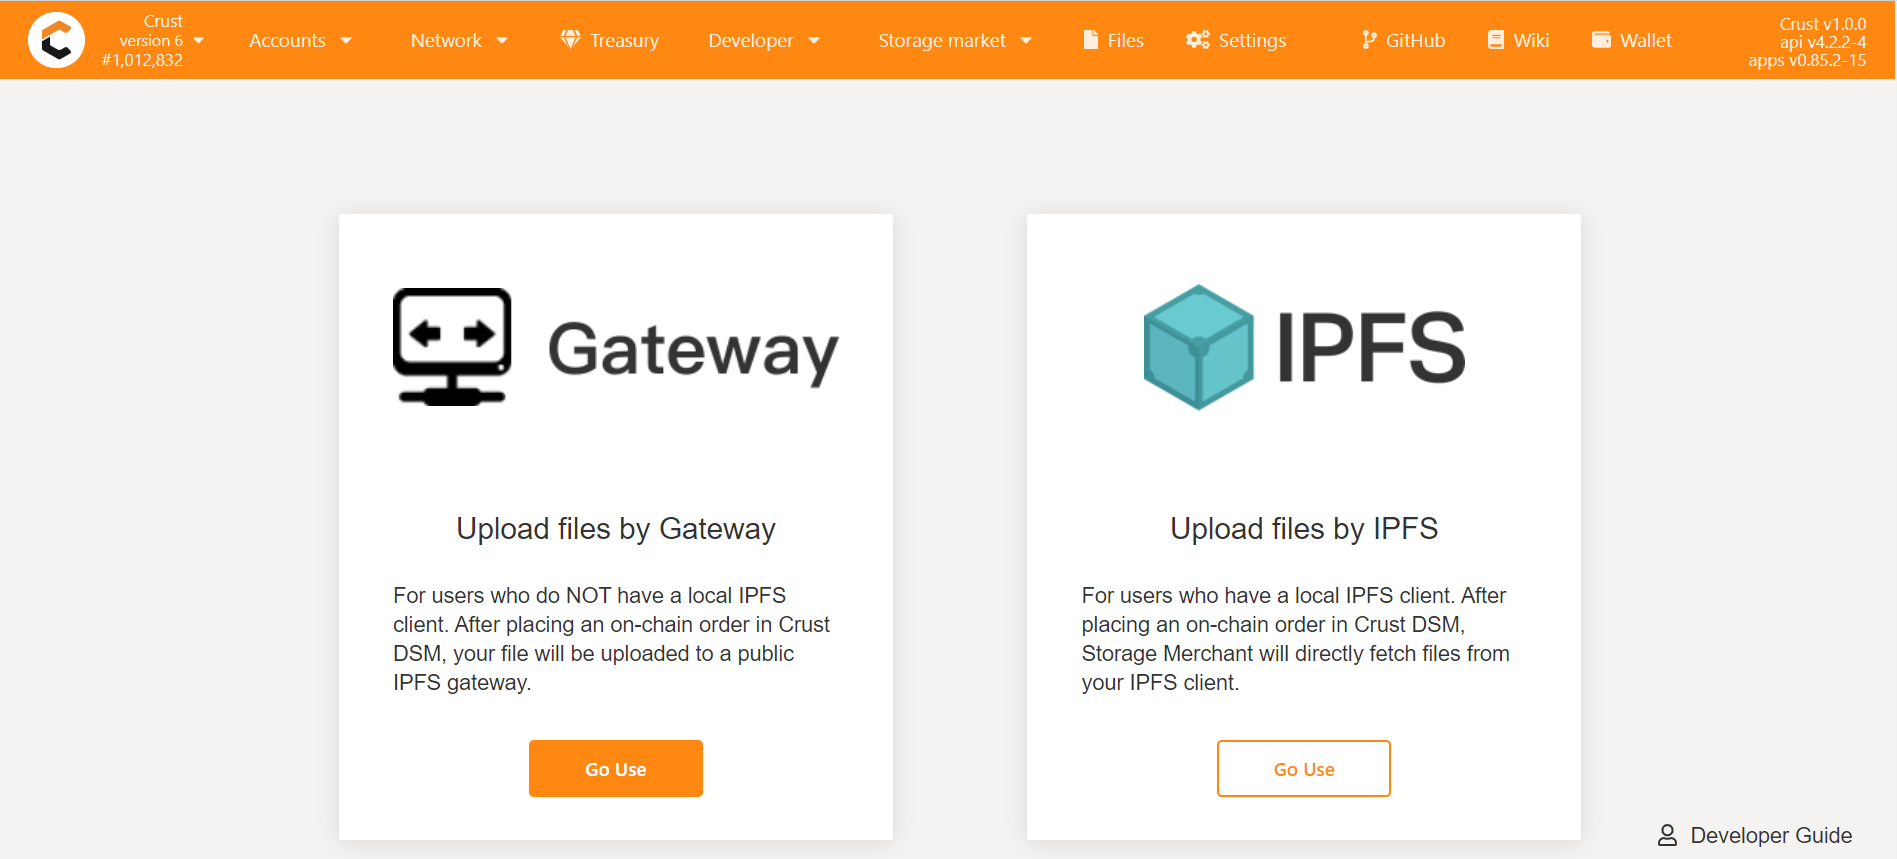 Crust
version 6
#1,012,832
Accounts
Network
Treasury
Developer
Storage market
Files
Settings
GitHub
Wiki
Wallet
Crust v1.0.0
api v4.2.2-4
apps v0.85.2-15
Gateway
Upload files by Gateway
For users who do NOT have a local IPFS
client. After placing an on-chain order in Crust
DSM, your file will be uploaded to a public
IPFS gateway.
Go Use
IPFS
Upload files by IPFS
For users who have a local IPFS client. After
placing an on-chain order in Crust DSM,
Storage Merchant will directly fetch files from
your IPFS client.
Go Use
Developer Guide